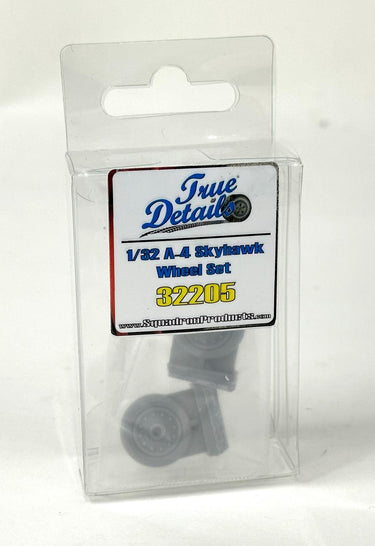 True
Details
1/32 A-4 Skyhawk
Wheel Set
32205
www.SquadronProducts.com